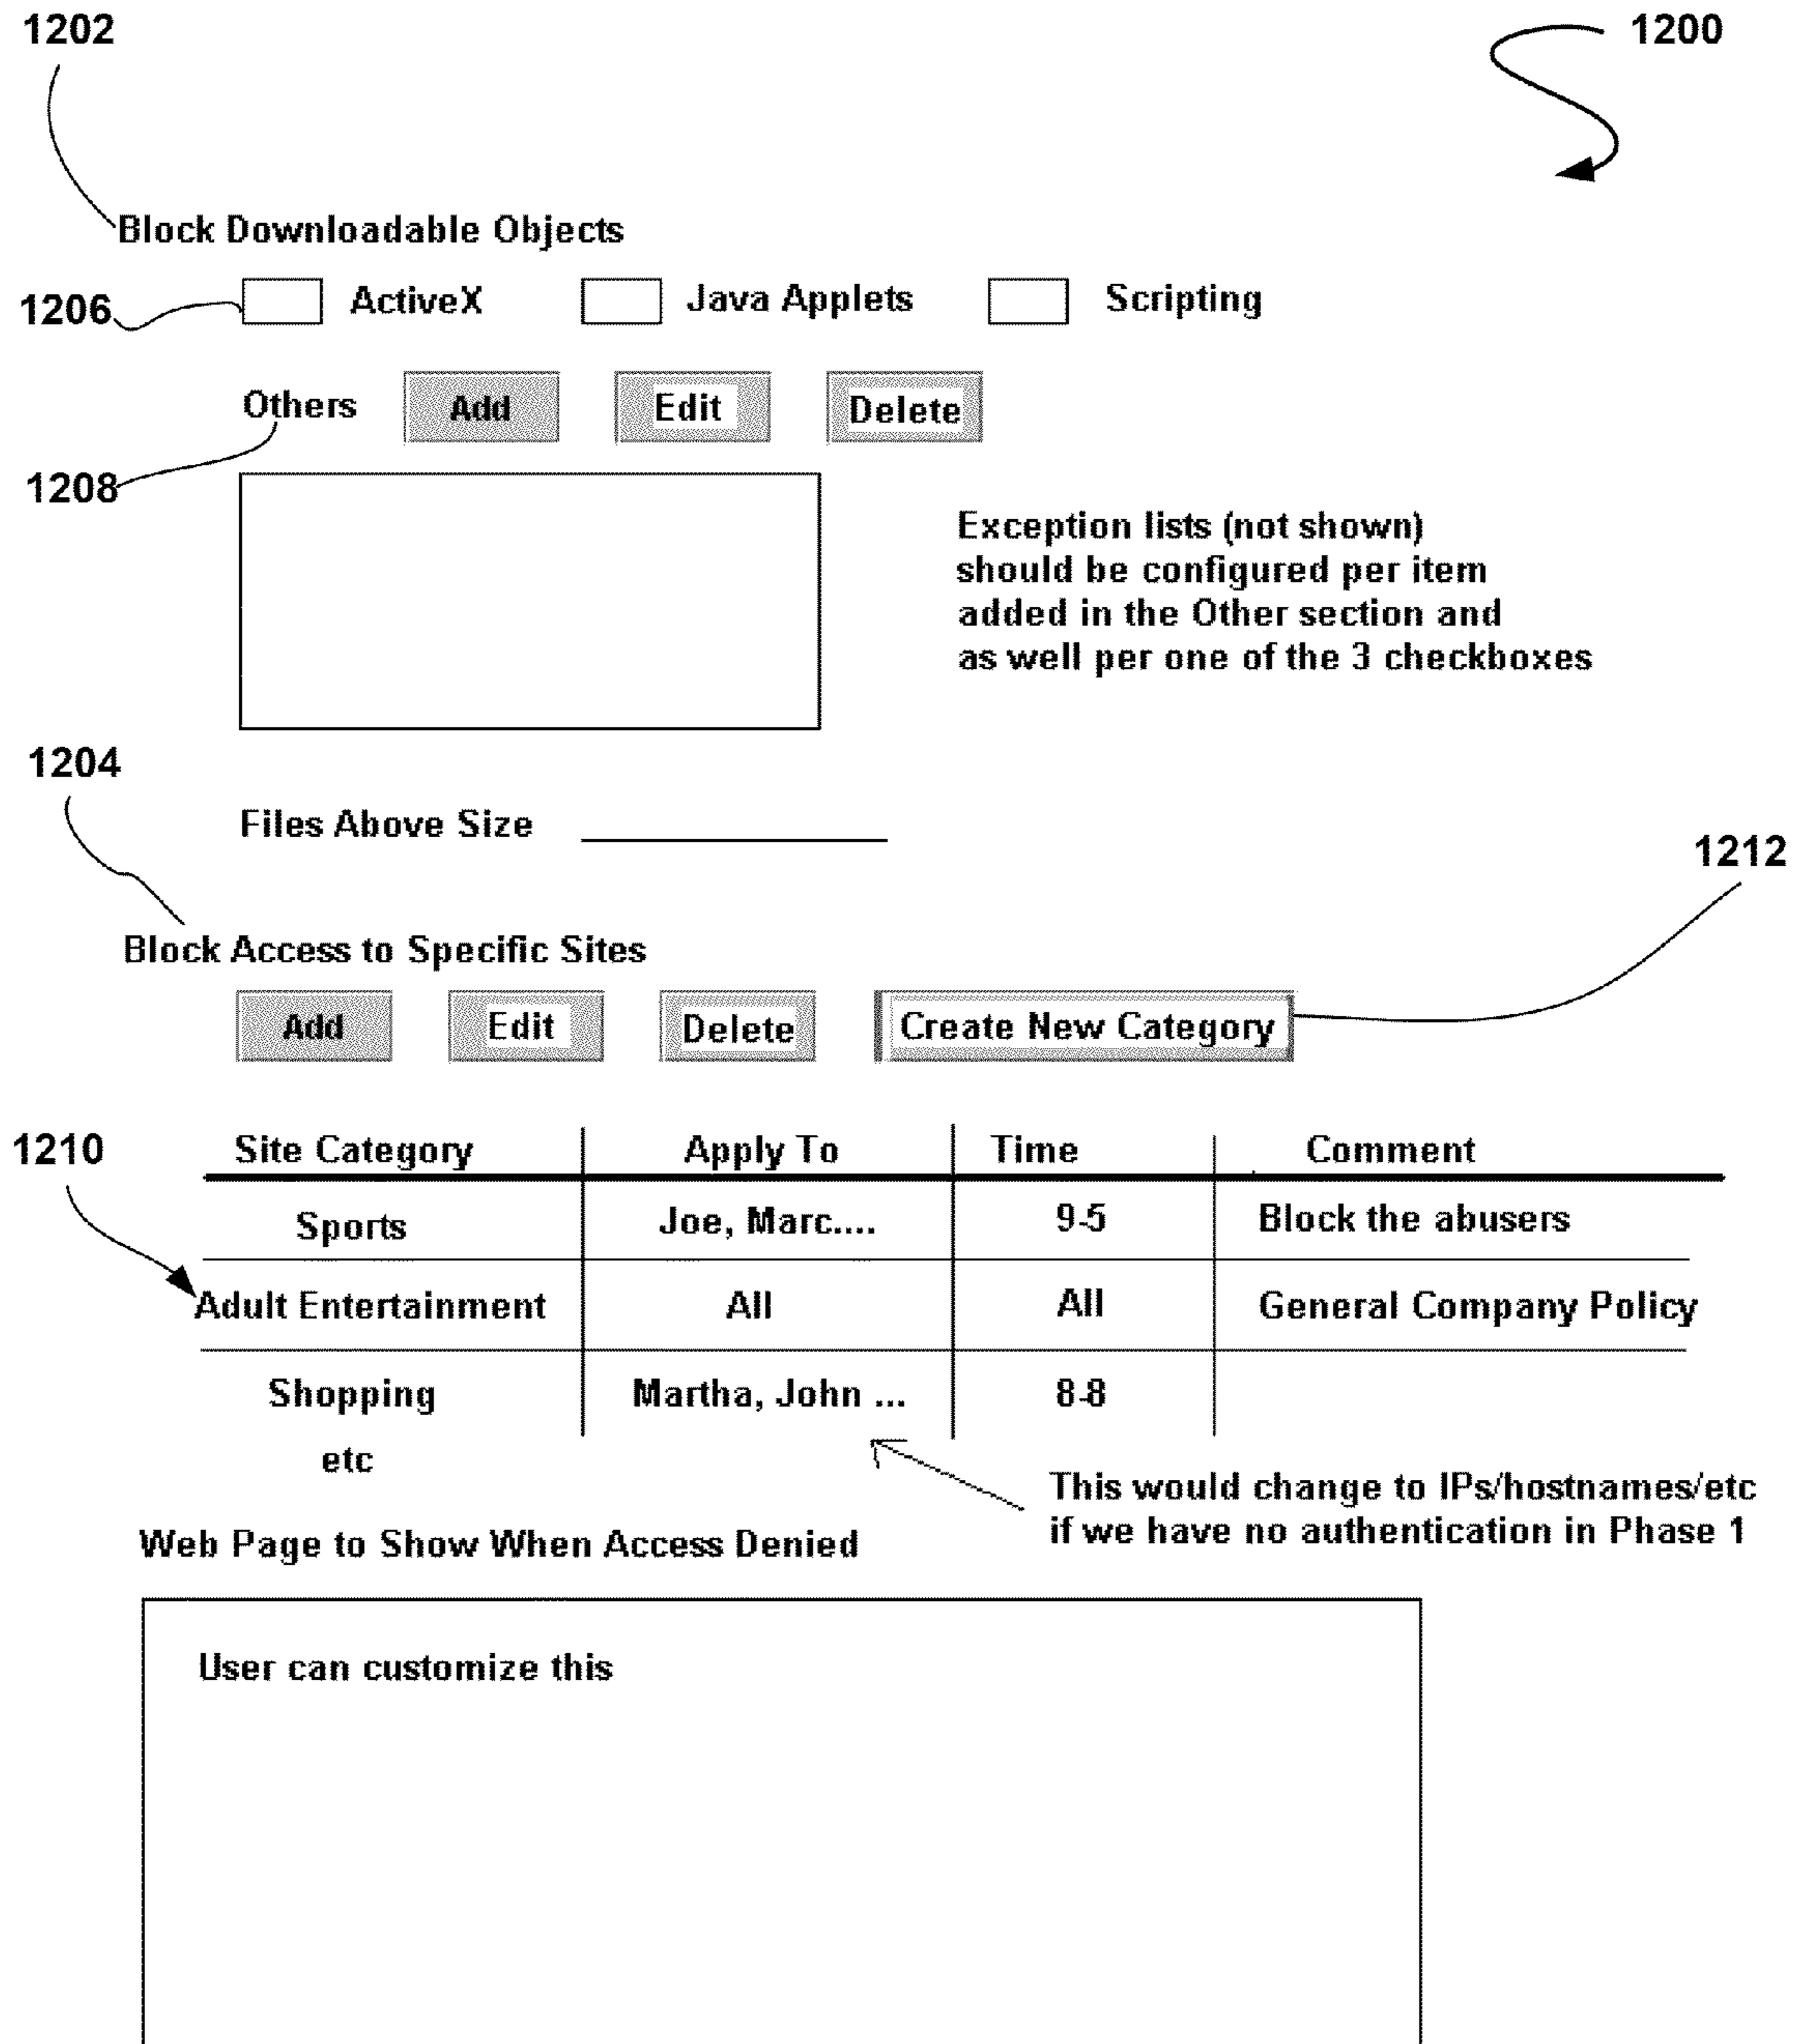 1202
1200
Block Downloadable Objects
1206
ActiveX Java Applets Scripting
Others Add Edit Delete
1208
Exception lists (not shown)
should be configured per item
added in the Other section and
as well per one of the 3 checkboxes
1204
Files Above Size
1212
Block Access to Specific Sites
Add Edit Delete Create New Category
1210
Site Category Apply To Time Comment
Sports Joe, Marc.... 9-5 Block the abusers
Adult Entertainment All All General Company Policy
Shopping Martha, John ... 8-8
etc
This would change to IPs/hostnames/etc
if we have no authentication in Phase 1
Web Page to Show When Access Denied
User can customize this